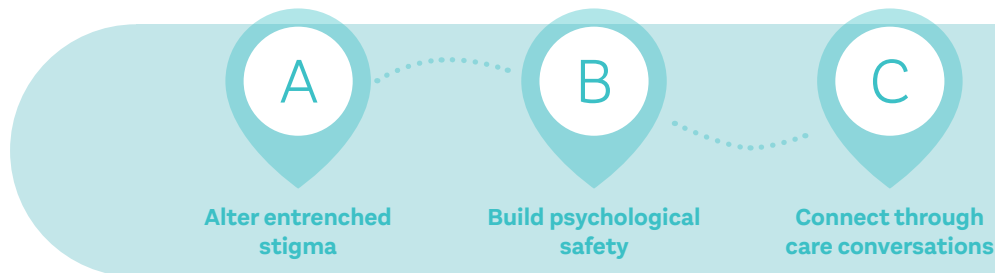 A
B
C
Alter entrenched
stigma
Build psychological
safety
Connect through
care conversations